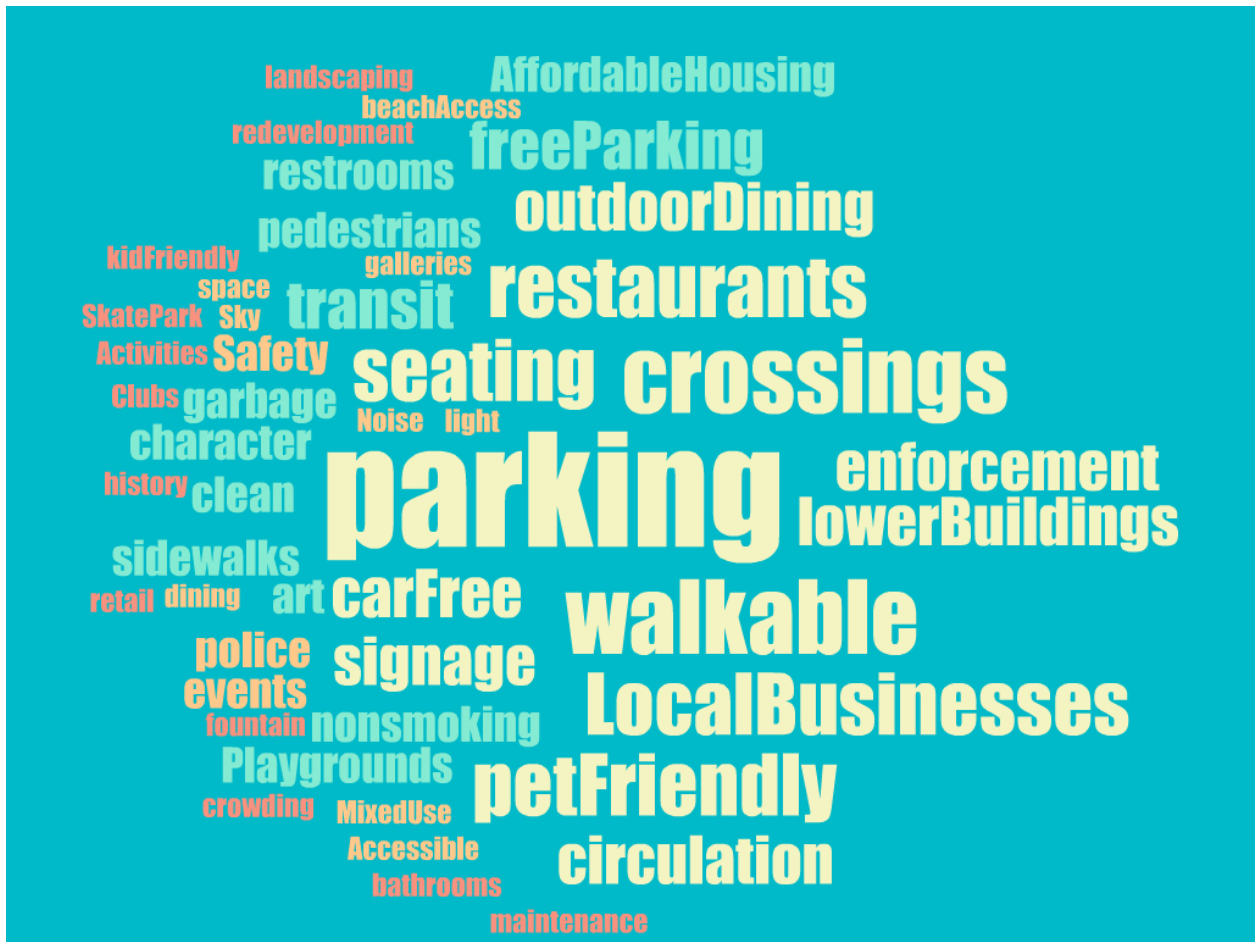 landscaping
AffordableHousing
beachAccess
redevelopment
freeParking
restrooms
outdoorDining
pedestrians
kidFriendly
galleries
restaurants
space
transit
SkatePark
Sky
Activities
Safety
seating
crossings
Clubs
garbage
Noise
light
character
parking
enforcement
history
clean
lowerBuildings
sidewalks
retail
dining
art
carFree
walkable
police
signage
events
LocalBusinesses
fountain
nonsmoking
Playgrounds
petFriendly
crowding
MixedUse
Accessible
circulation
bathrooms
maintenance